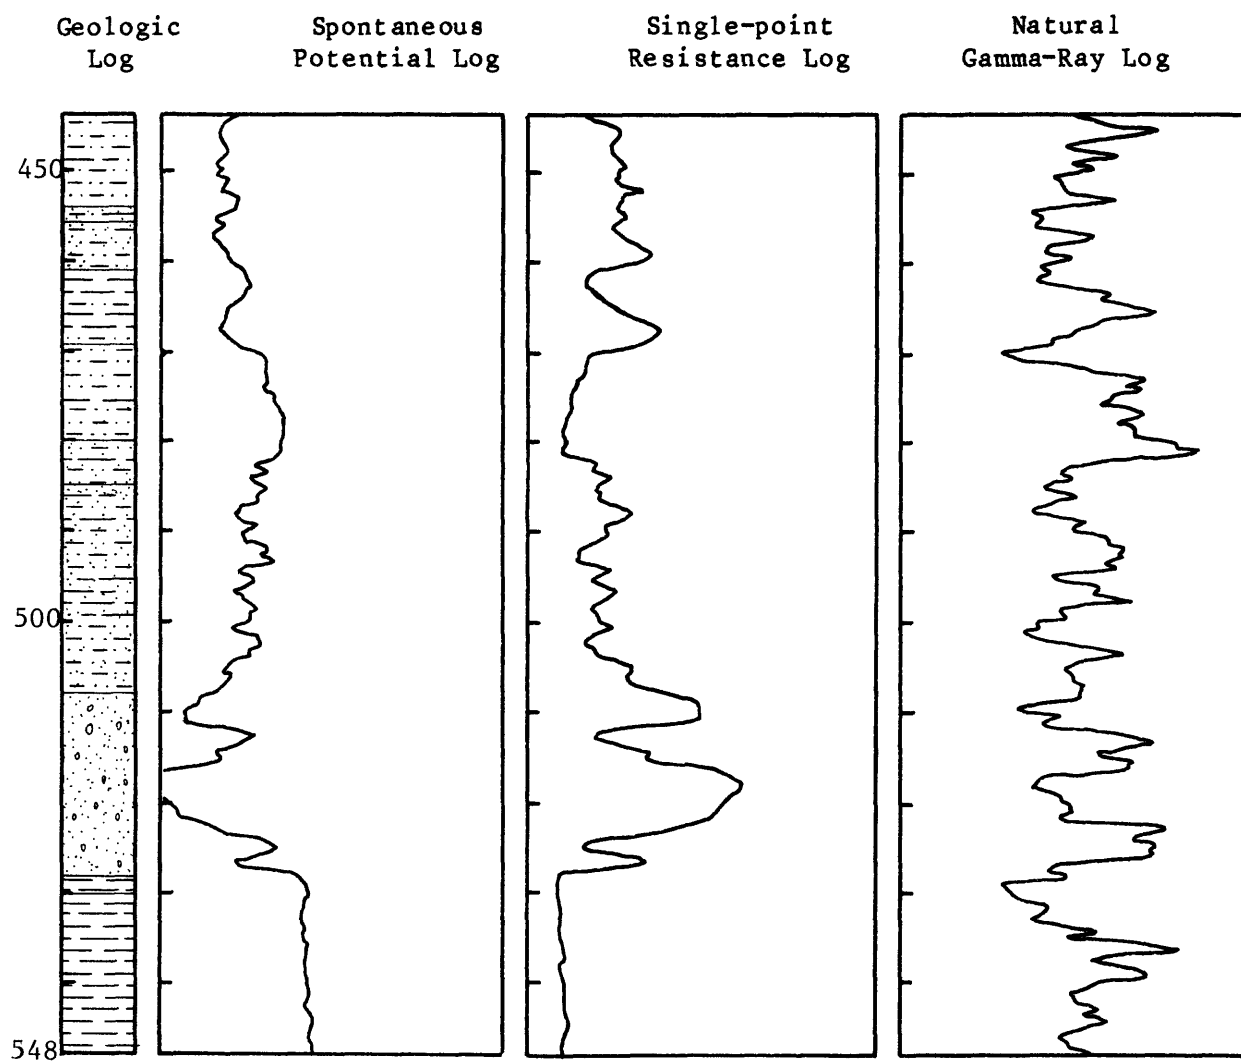 Geologic Log
Spontaneous Potential Log
Single-point Resistance Log
Natural Gamma-Ray Log
450
500
548